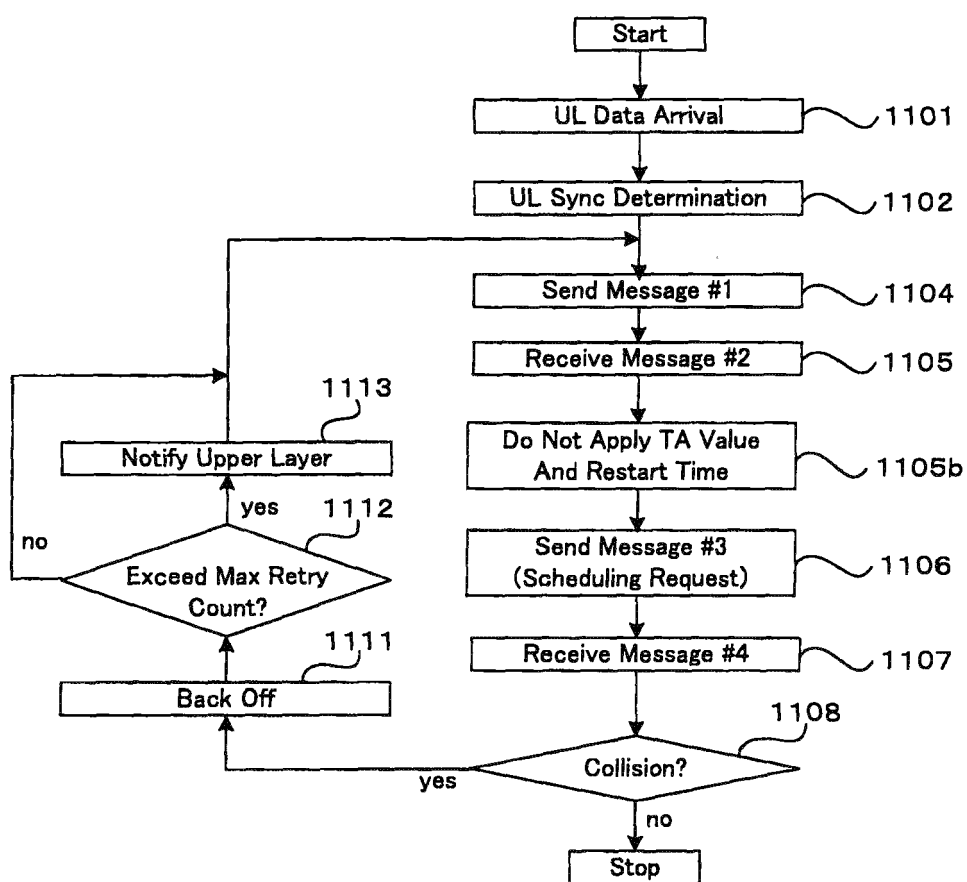 Start
UL Data Arrival
1101
UL Sync Determination
1102
Send Message #1
1104
Receive Message #2
1105
Do Not Apply TA Value
And Restart Time
1105b
Send Message #3
(Scheduling Request)
1106
Receive Message #4
1107
Collision?
1108
yes
no
Stop
Back Off
1111
Exceed Max Retry
Count?
1112
no
yes
Notify Upper Layer
1113